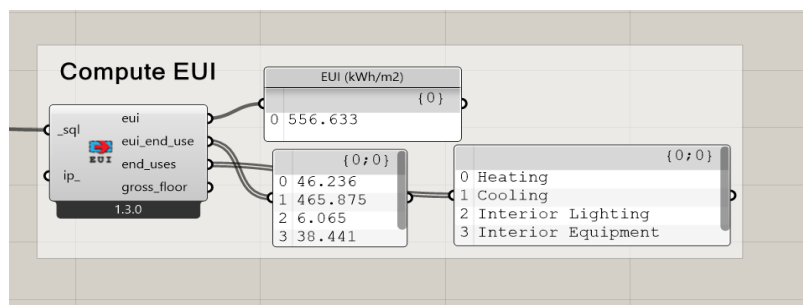 Compute EUI
_sql
ip_
EUI
eui
eui_end_use
end_uses
gross_floor
1.3.0
EUI (kWh/m2)
{0}
0 556.633
{0;0}
0 46.236
1 465.875
2 6.065
3 38.441
{0;0}
0 Heating
1 Cooling
2 Interior Lighting
3 Interior Equipment